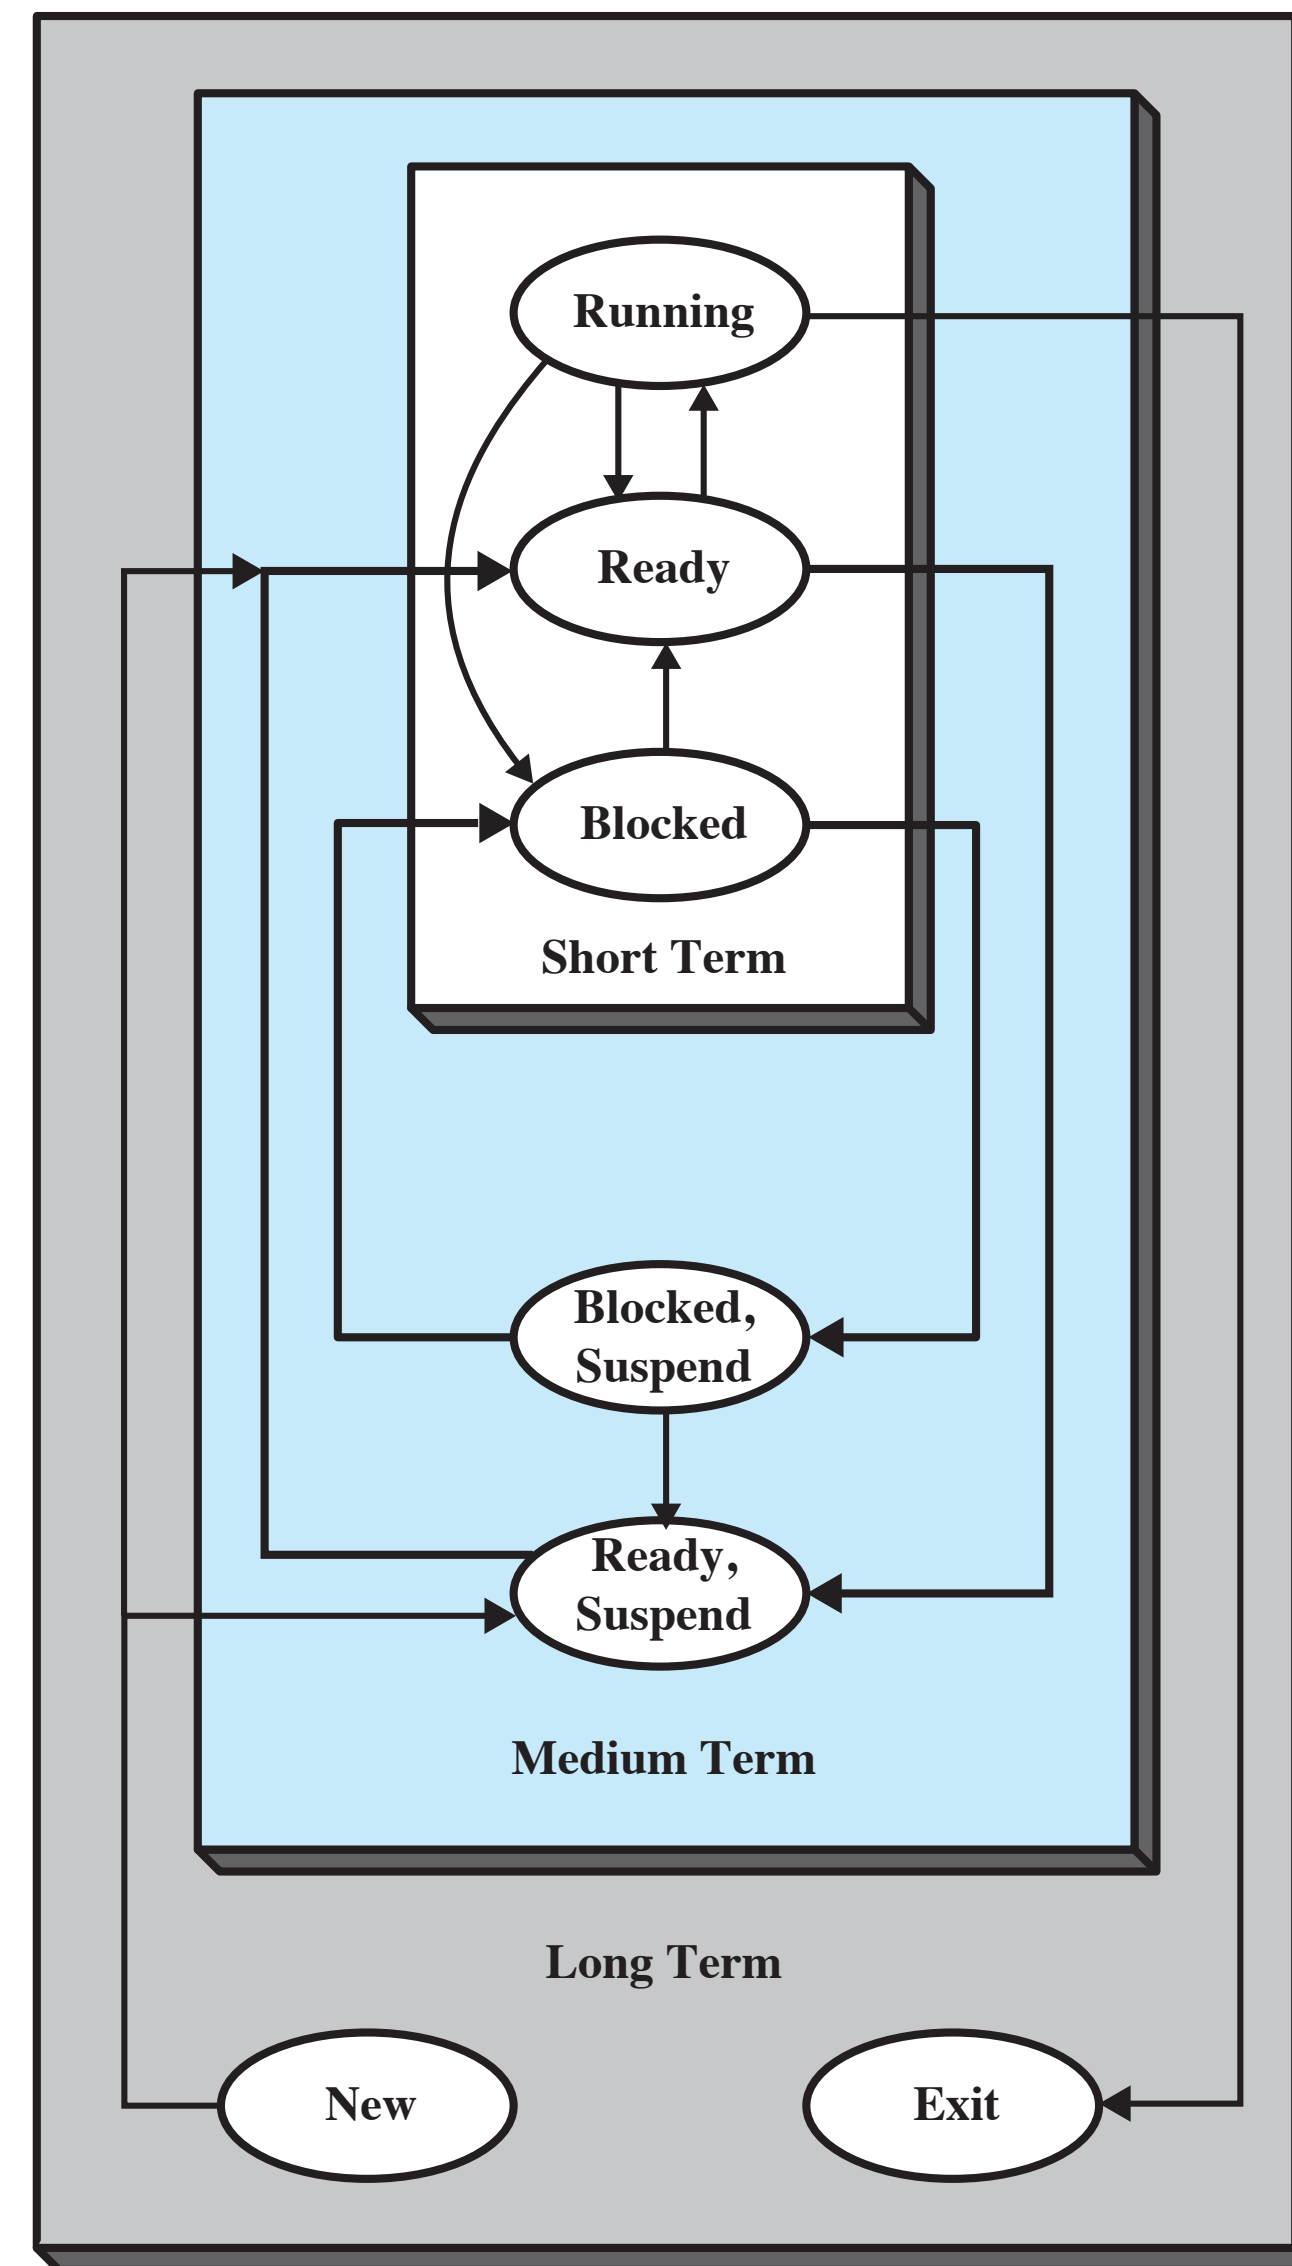 Running
Ready
Blocked
Short Term
Blocked,
Suspend
Ready,
Suspend
Medium Term
Long Term
New
Exit